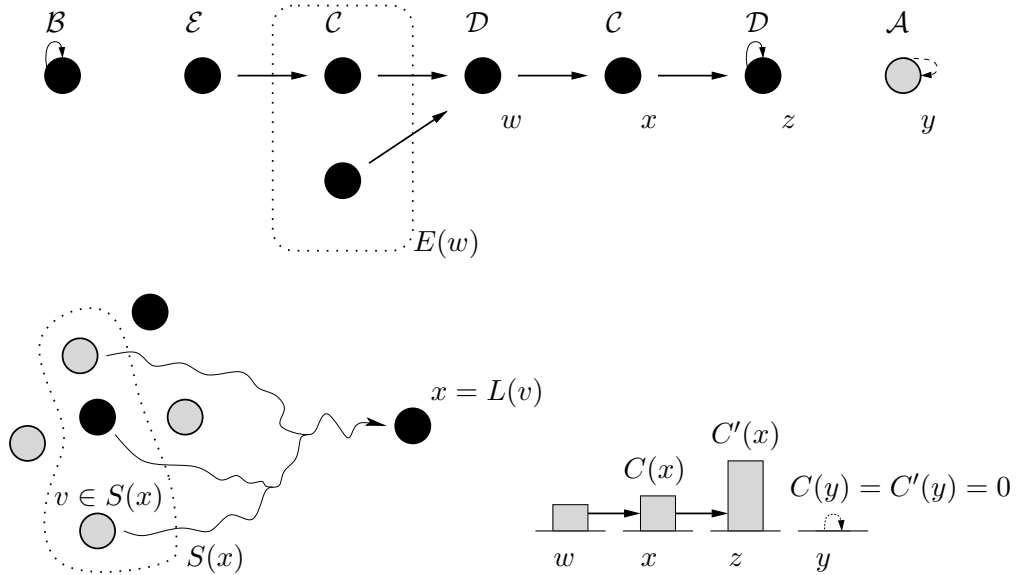 ℬ ℰ 𝒞 𝒟 𝒞 𝒟 𝒜
w x z y
E(w)
x = L(v)
C'(x)
C(x)
C(y) = C'(y) = 0
v ∈ S(x)
S(x)
w x z y